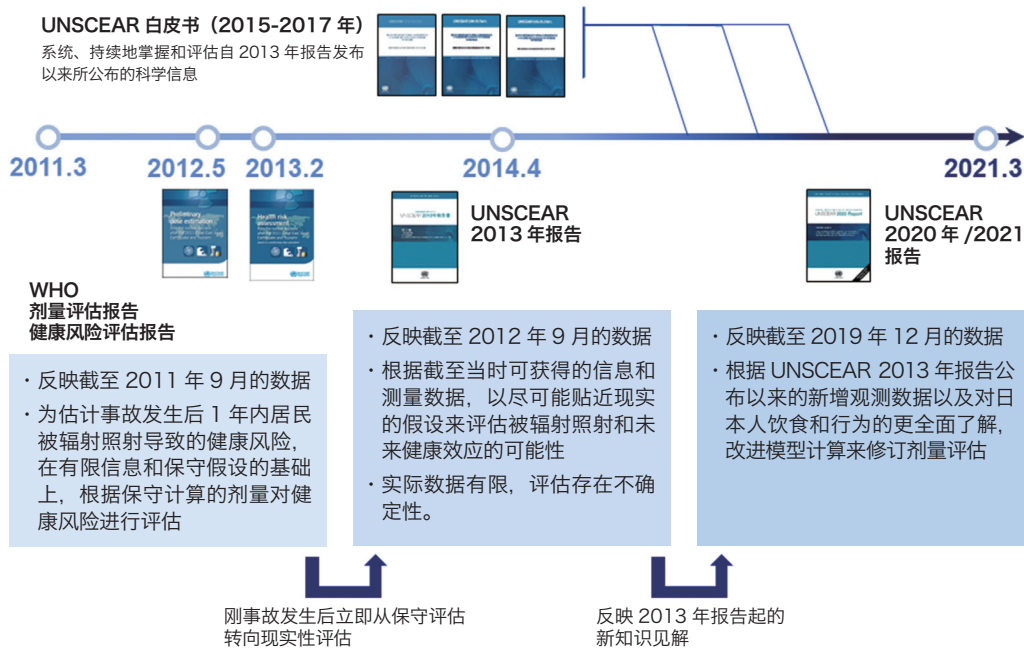 UNSCEAR 白皮书（2015-2017 年）
系统、持续地掌握和评估自 2013 年报告发布
以来所公布的科学信息
2011.3
2012.5
2013.2
2014.4
2021.3
Preliminary
dose estimation
Health risk
assessment
UNSCEAR
2013 年报告
UNSCEAR 2020 Report
UNSCEAR
2020 年 /2021
报告
WHO
剂量评估报告
健康风险评估报告
· 反映截至 2011 年 9 月的数据
· 为估计事故发生后 1 年内居民
被辐射照射导致的健康风险，
在有限信息和保守假设的基础
上，根据保守计算的剂量对健
康风险进行评估
· 反映截至 2012 年 9 月的数据
· 根据截至当时可获得的信息和
测量数据，以尽可能贴近现实
的假设来评估被辐射照射和未
来健康效应的可能性
· 实际数据有限，评估存在不确
定性。
· 反映截至 2019 年 12 月的数据
· 根据 UNSCEAR 2013 年报告公
布以来的新增观测数据以及对日
本人饮食和行为的更全面了解，
改进模型计算来修订剂量评估
刚事故发生后立即从保守评估
转向现实性评估
反映 2013 年报告起的
新知识见解